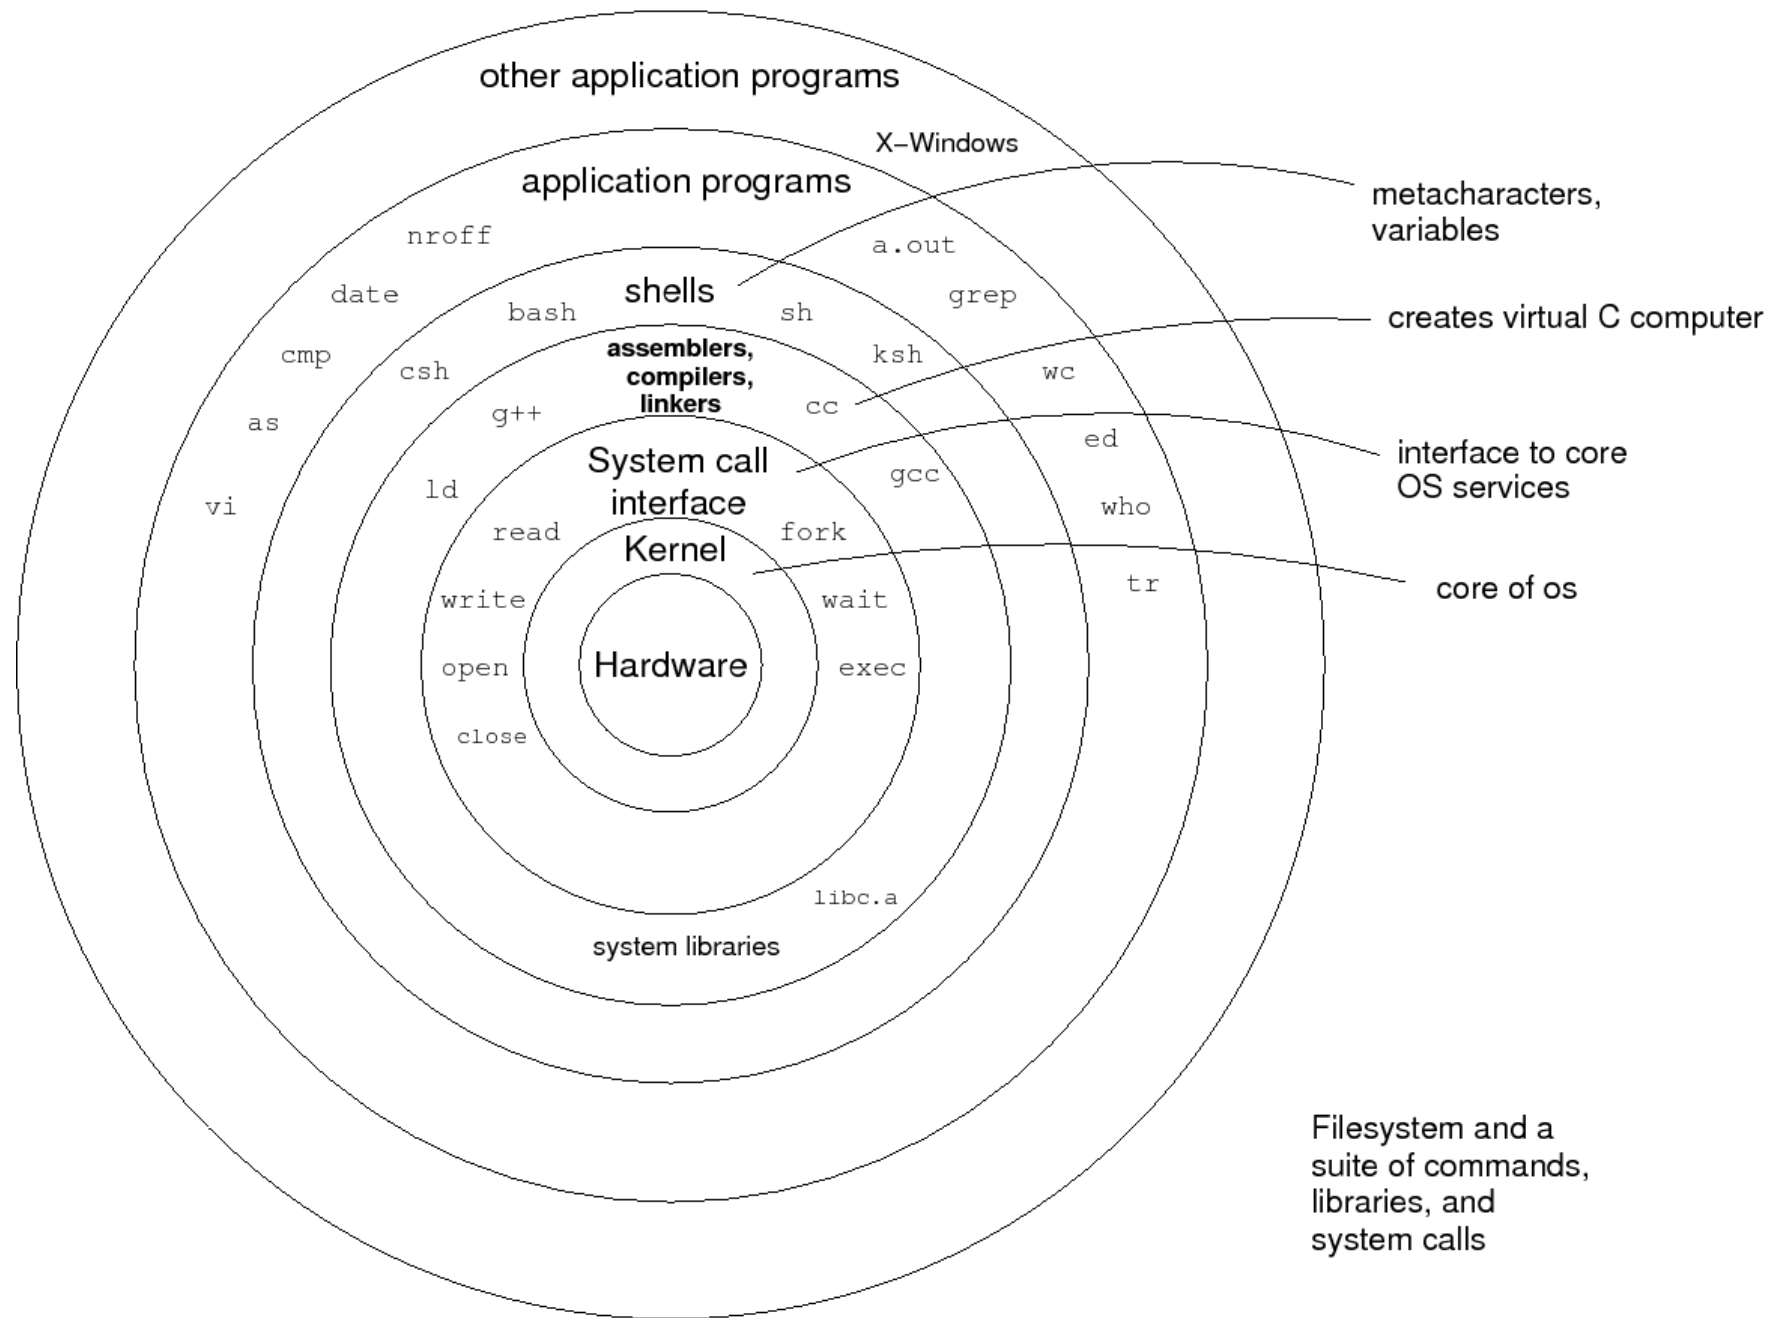 other application programs
X–Windows
application programs
metacharacters,
variables
nroff
a.out
shells
date
grep
bash
sh
creates virtual C computer
assemblers,
compilers,
linkers
cmp
csh
ksh
wc
g++
cc
as
ed
System call
interface
interface to core
OS services
ld
gcc
vi
who
read
fork
Kernel
write
wait
tr
core of os
open
Hardware
exec
close
libc.a
system libraries
Filesystem and a
suite of commands,
libraries, and
system calls